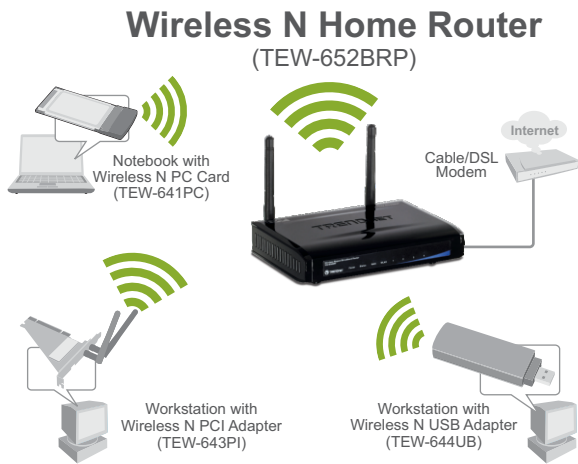 Wireless N Home Router
(TEW-652BRP)
Internet
Cable/DSL
Modem
Notebook with
Wireless N PC Card
(TEW-641PC)
TRENDNET
Workstation with
Wireless N PCI Adapter
(TEW-643PI)
Workstation with
Wireless N USB Adapter
(TEW-644UB)